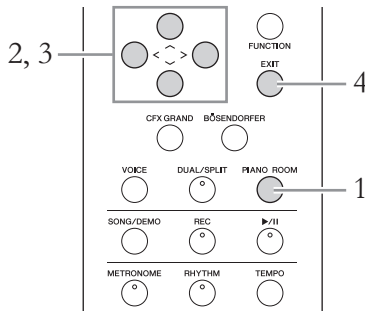 2, 3
FUNCTION
EXIT
4
CFX GRAND BÖSENDORFER
VOICE DUAL/SPLIT PIANO ROOM
1
SONG/DEMO REC ►/II
METRONOME RHYTHM TEMPO